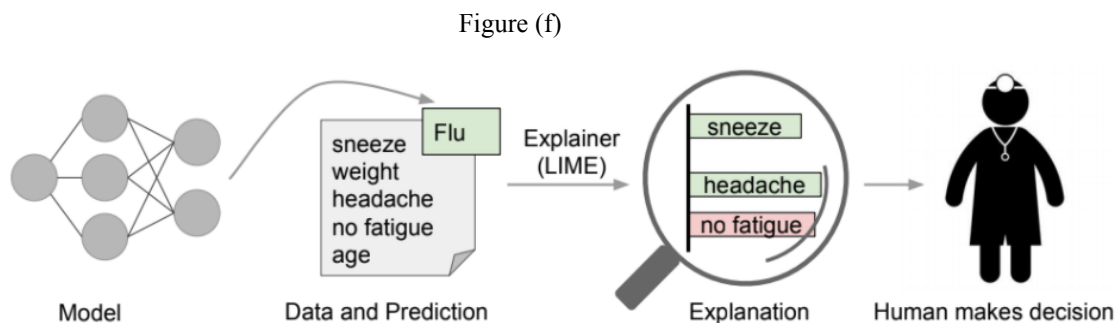 Figure (f)
Flu
sneeze
weight
headache
no fatigue
age
Explainer
(LIME)
sneeze
headache
no fatigue
Model
Data and Prediction
Explanation
Human makes decision